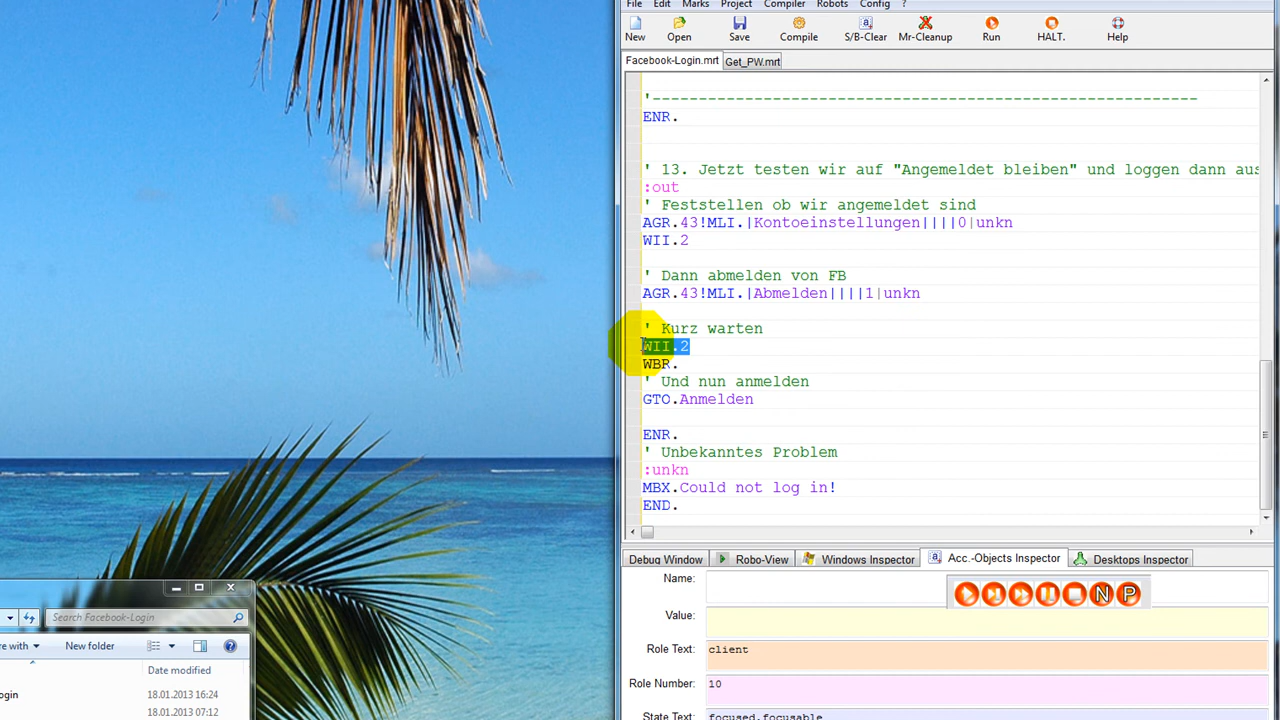 File Edit Marks Project Compiler Robots Config ?
New Open Save Compile S/B-Clear Mr-Cleanup Run HALT. Help
Facebook-Login.mrt Get_PW.mrt
'-----------------------------------------------------------
ENR.
' 13. Jetzt testen wir auf "Angemeldet bleiben" und loggen dann aus
:out
' Feststellen ob wir angemeldet sind
AGR.43!MLI.|Kontoeinstellungen||||0|unkn
WII.2
' Dann abmelden von FB
AGR.43!MLI.|Abmelden||||1|unkn
' Kurz warten
WII.2
WBR.
' Und nun anmelden
GTO.Anmelden
ENR.
' Unbekanntes Problem
:unkn
MBX.Could not log in!
END.
Debug Window Robo-View Windows Inspector Acc.-Objects Inspector Desktops Inspector
Name:
N P
Value:
Role Text: client
Role Number: 10
State Text: focused,focusable
Search Facebook-Login
re with New folder
Date modified
ogin 18.01.2013 16:24
18.01.2013 07:12